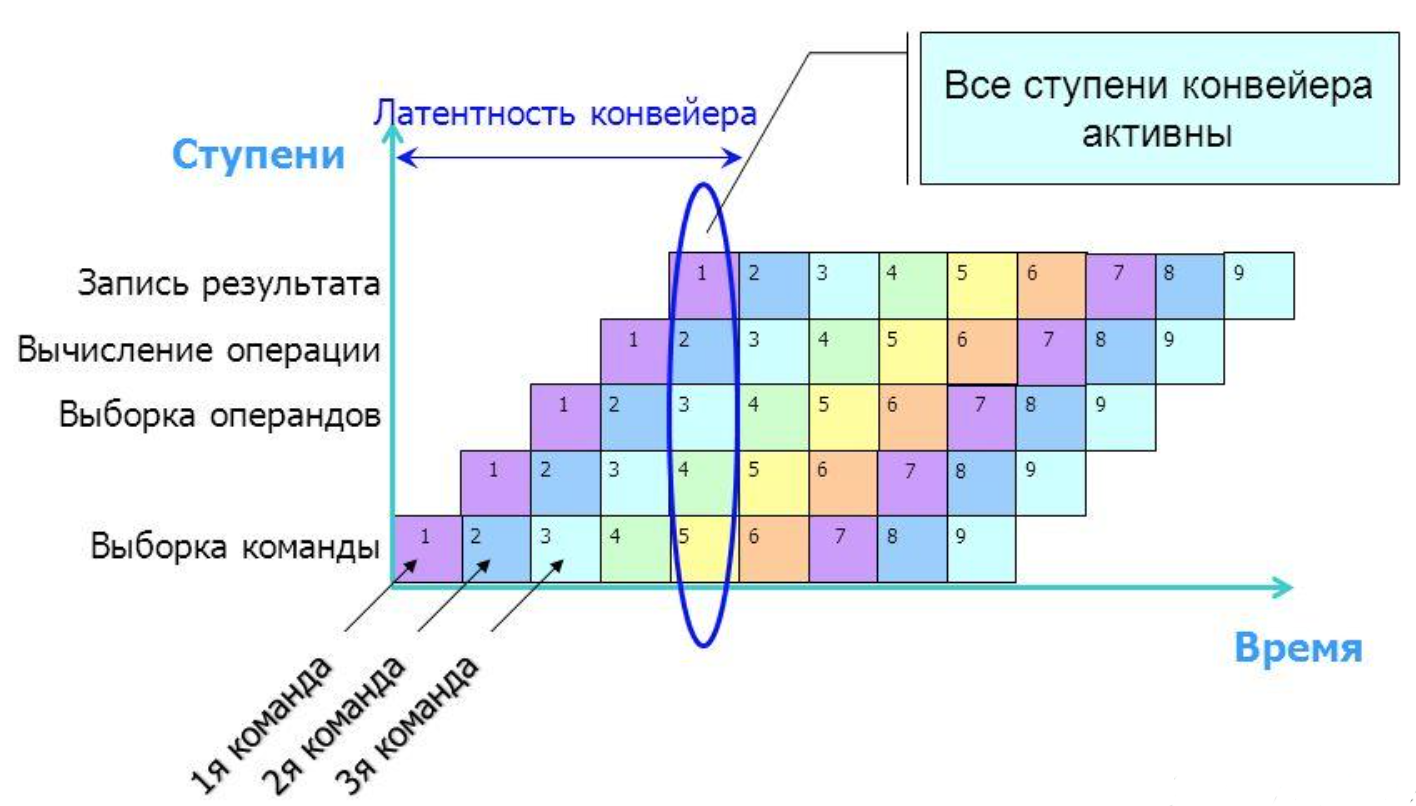 Все ступени конвейера
активны
Латентность конвейера
Ступени
Запись результата
1 2 3 4 5 6 7 8 9
Вычисление операции
1 2 3 4 5 6 7 8 9
Выборка операндов
1 2 3 4 5 6 7 8 9
1 2 3 4 5 6 7 8 9
Выборка команды
1 2 3 4 5 6 7 8 9
Время
1я команда
2я команда
3я команда